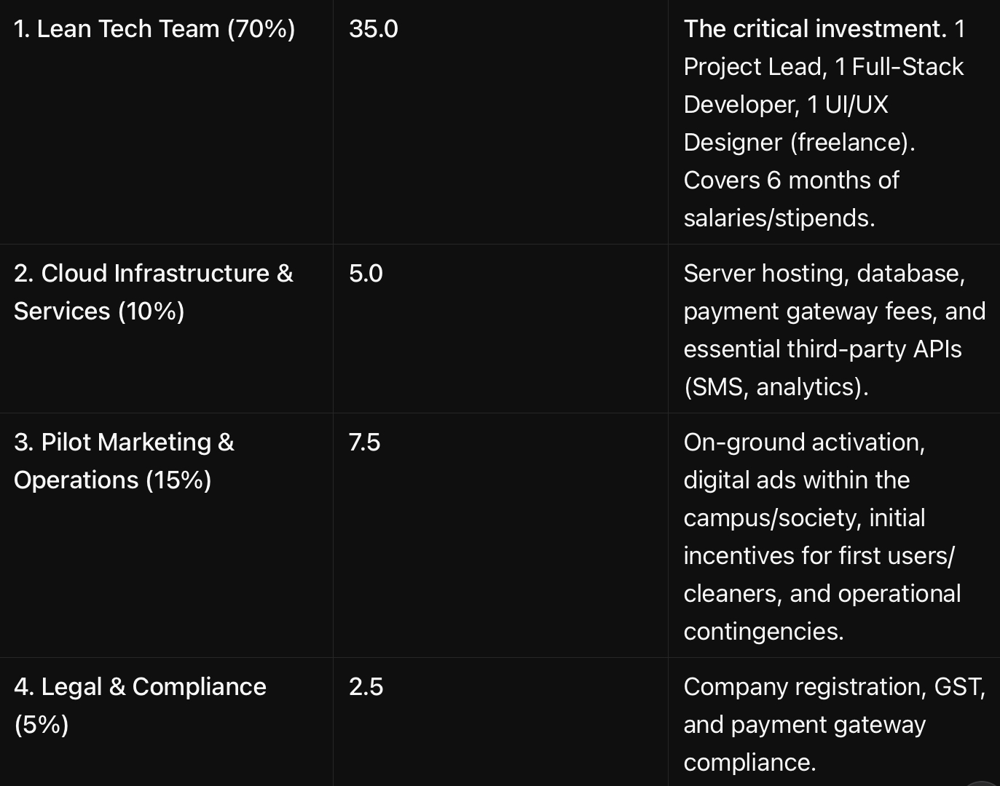 1. Lean Tech Team (70%)
35.0
The critical investment. 1
Project Lead, 1 Full-Stack
Developer, 1 UI/UX
Designer (freelance).
Covers 6 months of
salaries/stipends.
2. Cloud Infrastructure &
Services (10%)
5.0
Server hosting, database,
payment gateway fees, and
essential third-party APIs
(SMS, analytics).
3. Pilot Marketing &
Operations (15%)
7.5
On-ground activation,
digital ads within the
campus/society, initial
incentives for first users/
cleaners, and operational
contingencies.
4. Legal & Compliance
(5%)
2.5
Company registration, GST,
and payment gateway
compliance.